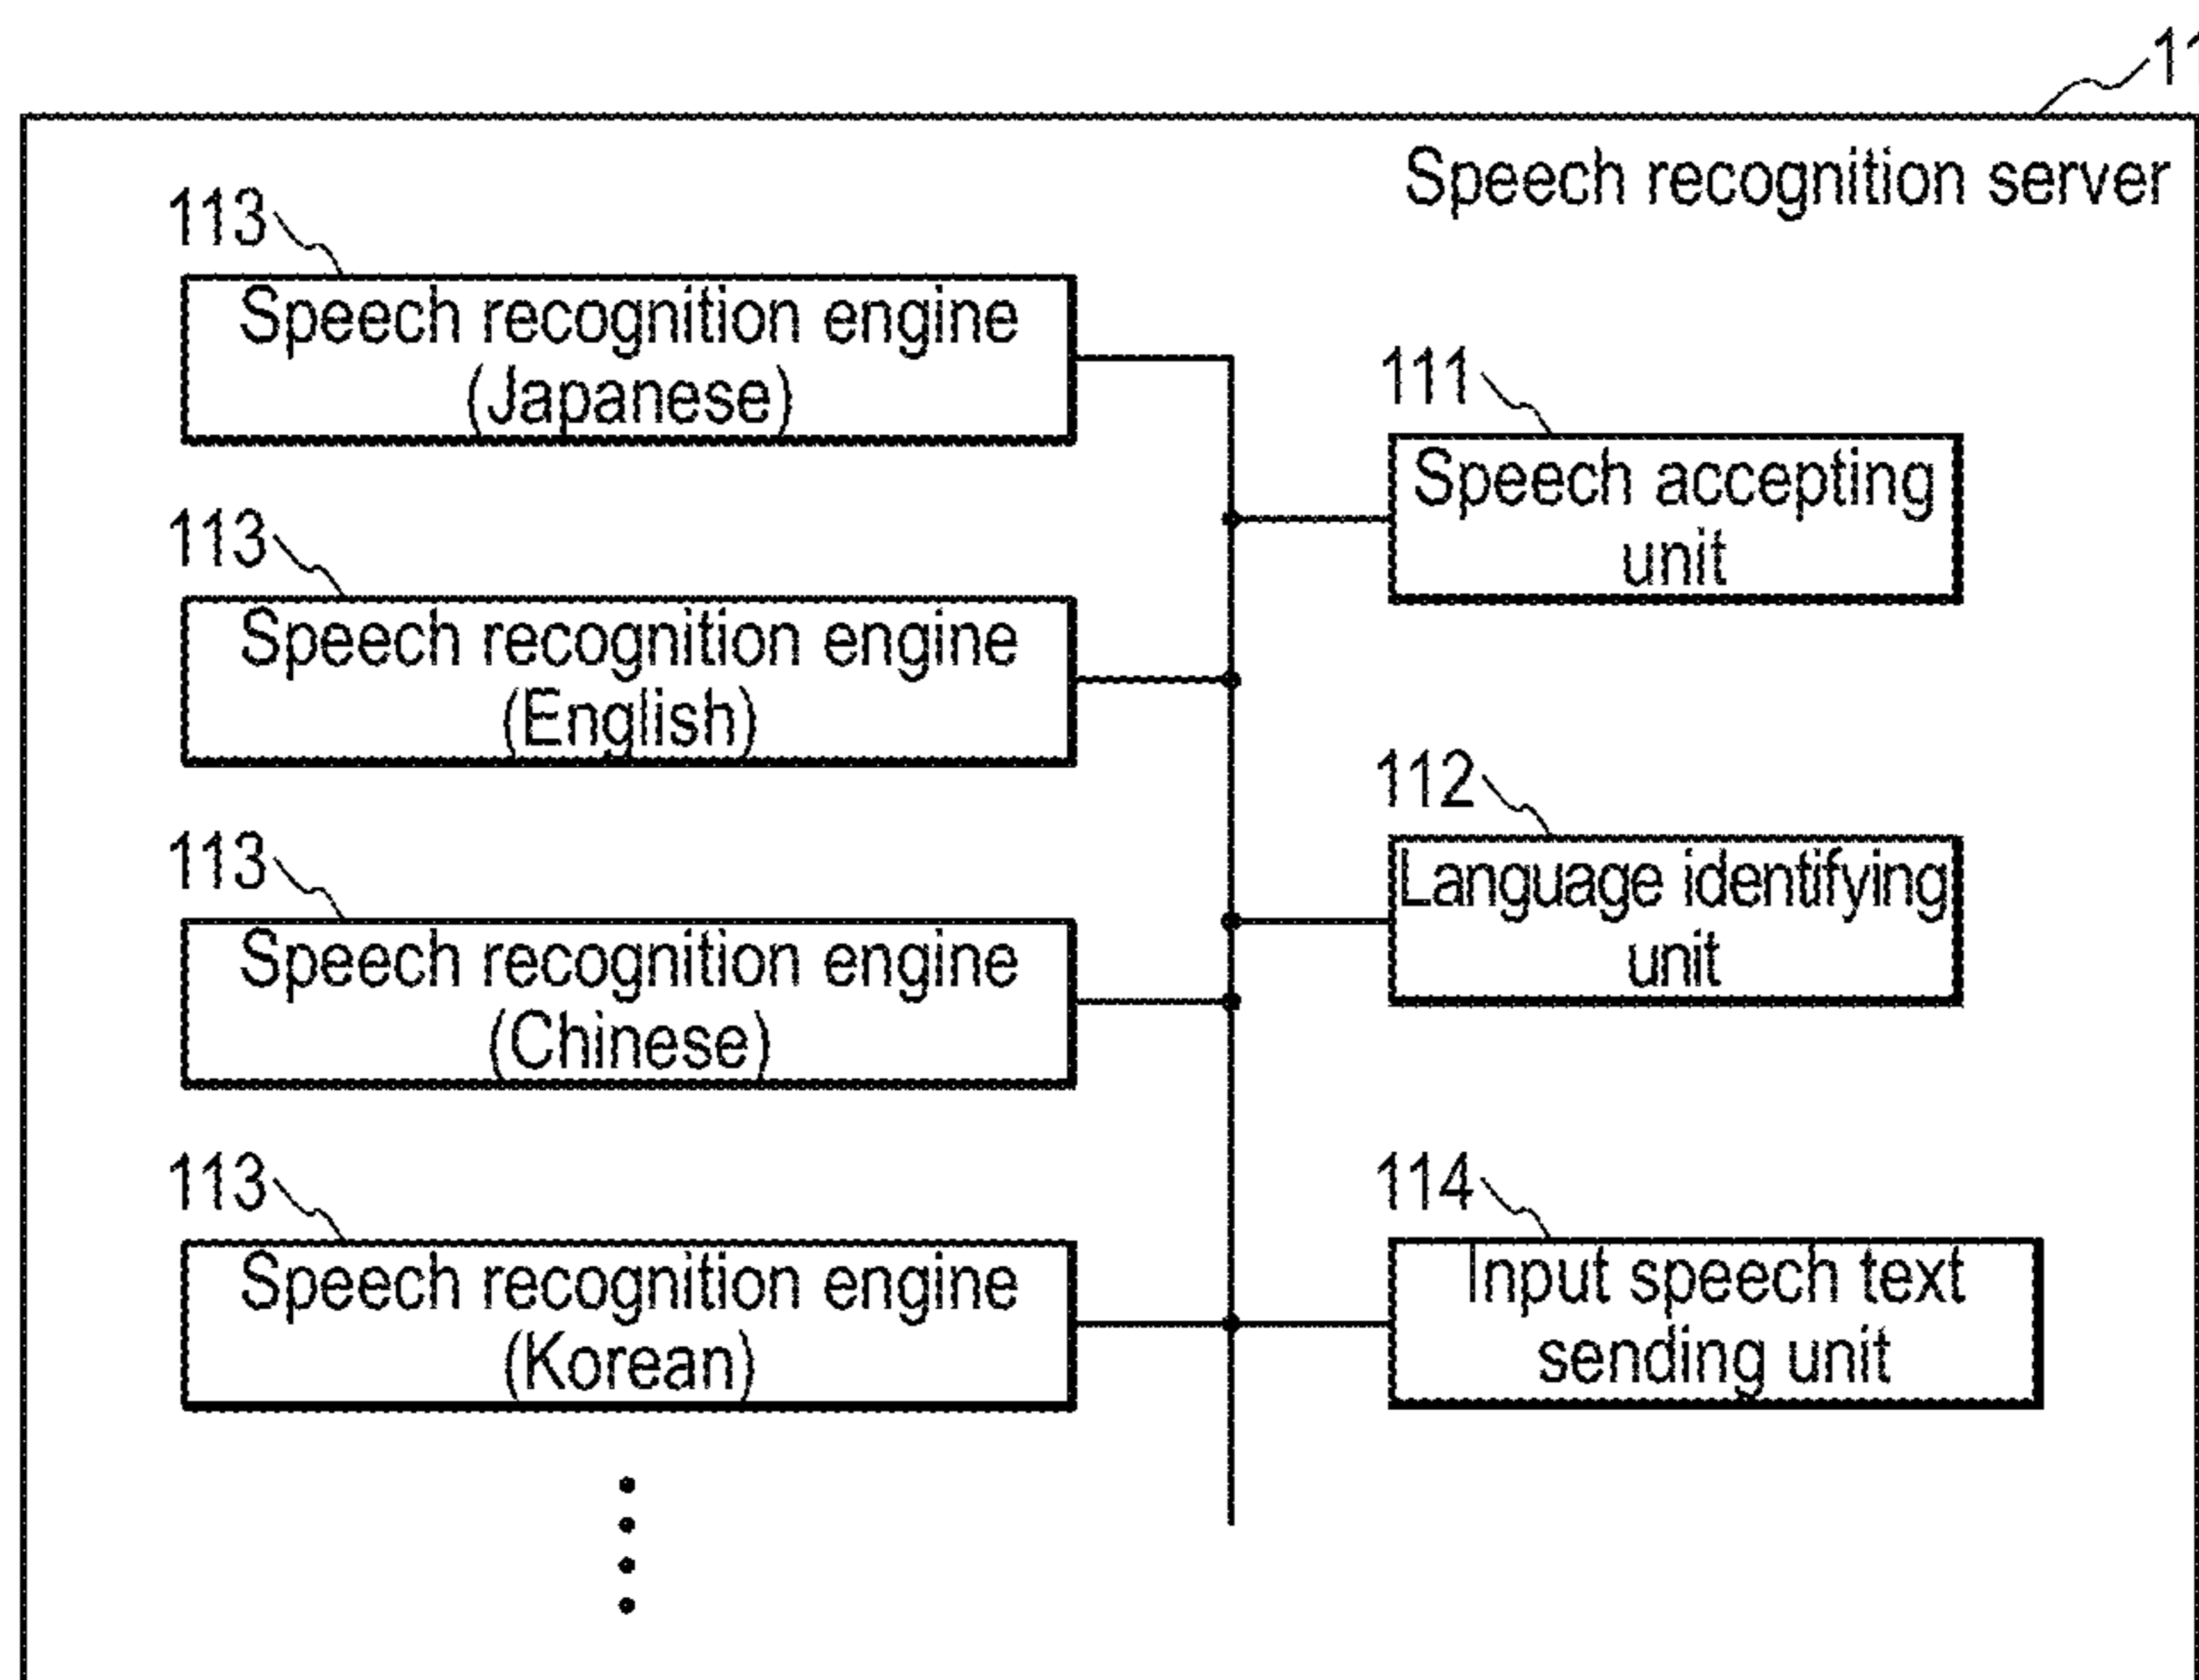 11
Speech recognition server
113
Speech recognition engine
(Japanese)
111
Speech accepting
unit
113
Speech recognition engine
(English)
112
Language identifying
unit
113
Speech recognition engine
(Chinese)
113
Speech recognition engine
(Korean)
114
Input speech text
sending unit